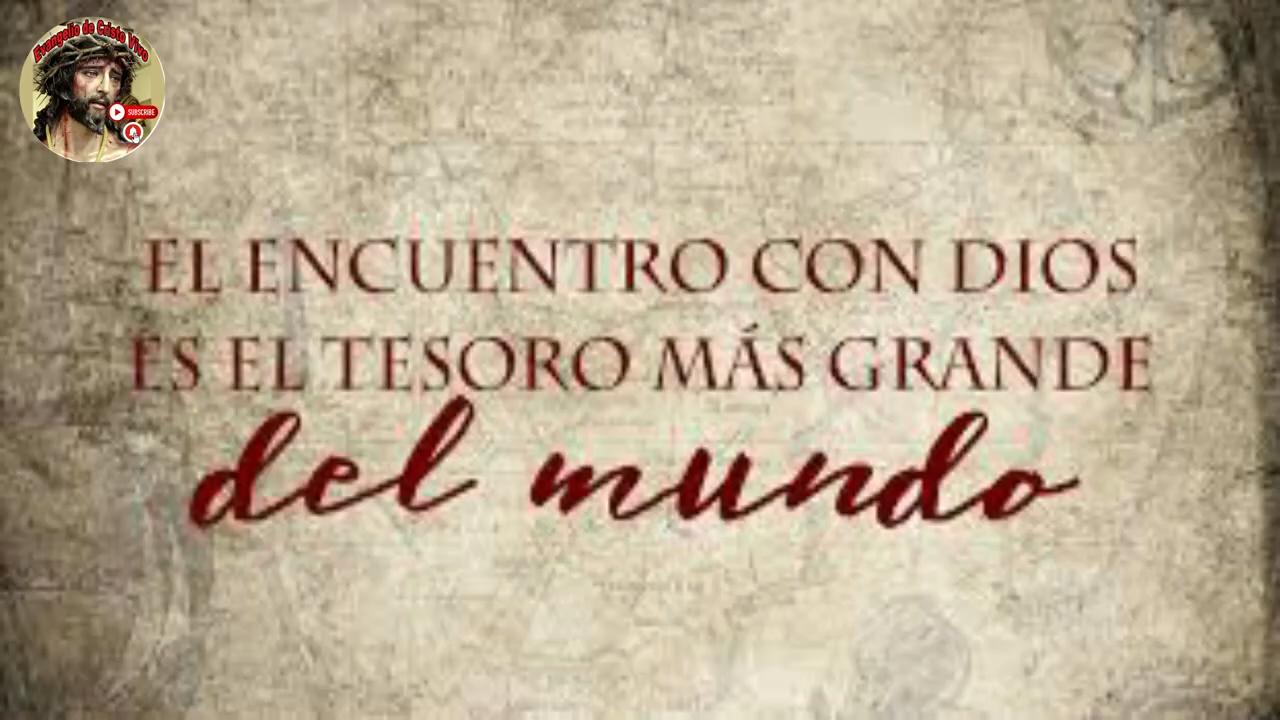 Evangelio de Cristo Vivo
SUBSCRIBE
EL ENCUENTRO CON DIOS
ES EL TESORO MÁS GRANDE
del mundo